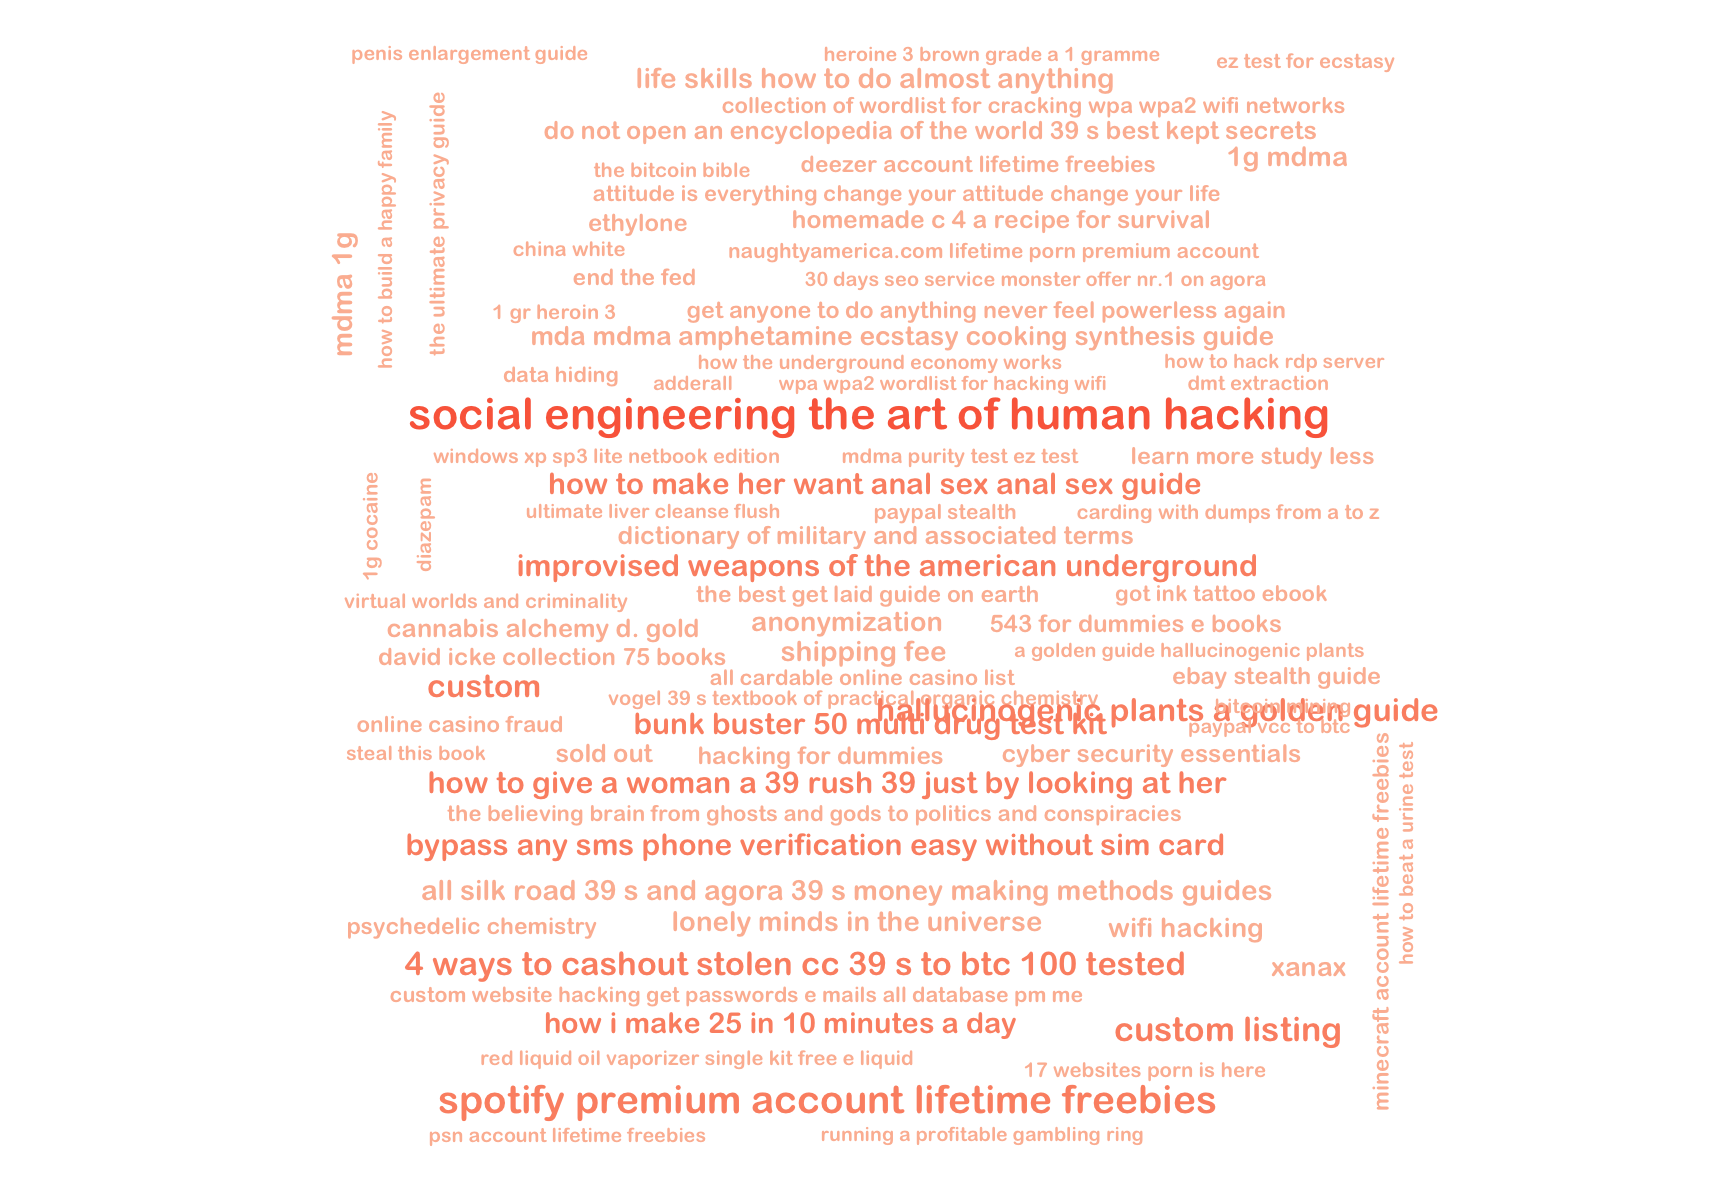 penis enlargement guide
heroine 3 brown grade a 1 gramme
ez test for ecstasy
life skills how to do almost anything
collection of wordlist for cracking wpa wpa2 wifi networks
do not open an encyclopedia of the world 39 s best kept secrets
the bitcoin bible
deezer account lifetime freebies
1g mdma
attitude is everything change your attitude change your life
ethylone
homemade c 4 a recipe for survival
china white
naughtyamerica.com lifetime porn premium account
end the fed
30 days seo service monster offer nr.1 on agora
mdma 1g
how to build a happy family
the ultimate privacy guide
1 gr heroin 3
get anyone to do anything never feel powerless again
mda mdma amphetamine ecstasy cooking synthesis guide
how the underground economy works
how to hack rdp server
data hiding
adderall
wpa wpa2 wordlist for hacking wifi
dmt extraction
social engineering the art of human hacking
windows xp sp3 lite netbook edition
mdma purity test ez test
learn more study less
how to make her want anal sex anal sex guide
1g cocaine
diazepam
ultimate liver cleanse flush
paypal stealth
carding with dumps from a to z
dictionary of military and associated terms
improvised weapons of the american underground
virtual worlds and criminality
the best get laid guide on earth
got ink tattoo ebook
cannabis alchemy d. gold
anonymization
543 for dummies e books
david icke collection 75 books
shipping fee
a golden guide hallucinogenic plants
all cardable online casino list
ebay stealth guide
custom
vogel 39 s textbook of practical organic chemistry
hallucinogenic plants a golden guide
bitcoin mining
online casino fraud
bunk buster 50 multi drug test kit
paypal vcc to btc
steal this book
sold out
hacking for dummies
cyber security essentials
how to give a woman a 39 rush 39 just by looking at her
the believing brain from ghosts and gods to politics and conspiracies
bypass any sms phone verification easy without sim card
minecraft account lifetime freebies
how to beat a urine test
all silk road 39 s and agora 39 s money making methods guides
psychedelic chemistry
lonely minds in the universe
wifi hacking
4 ways to cashout stolen cc 39 s to btc 100 tested
xanax
custom website hacking get passwords e mails all database pm me
how i make 25 in 10 minutes a day
custom listing
red liquid oil vaporizer single kit free e liquid
17 websites porn is here
spotify premium account lifetime freebies
psn account lifetime freebies
running a profitable gambling ring